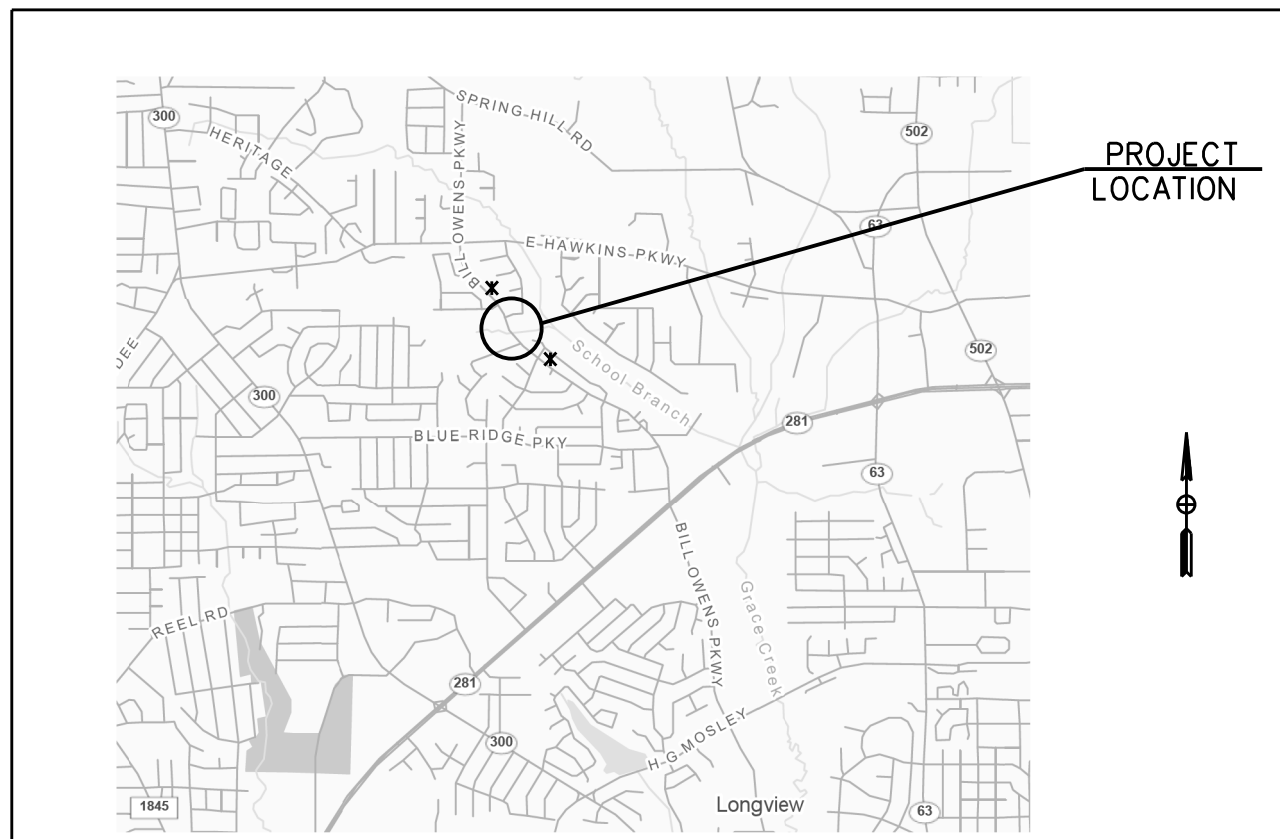 SPRING HILL RD
300
502
HERITAGE
BILL OWENS PKWY
PROJECT
LOCATION
63
E HAWKINS PKWY
DEE
School Branch
502
300
281
BLUE RIDGE PKY
63
BILL OWENS PKWY
Grace Creek
REEL RD
281
300
H G MOSLEY
1845
Longview
63